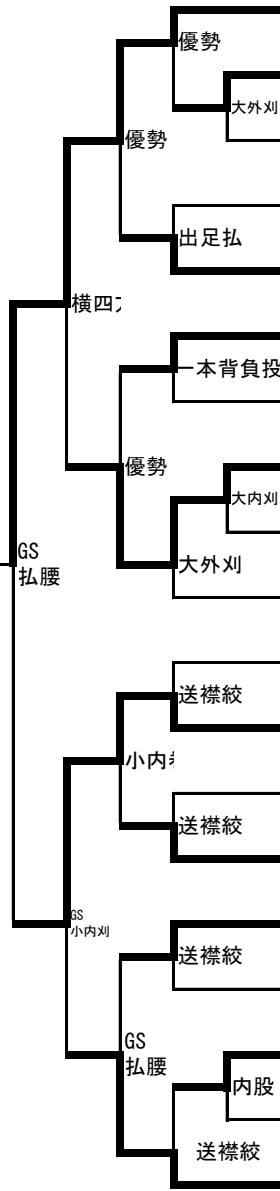 優勢
大外刈
優勢
出足払
横四
一本背負投
優勢
大内刈
大外刈
GS
払腰
送襟絞
小内
送襟絞
GS
小内刈
送襟絞
GS
払腰
内股
送襟絞